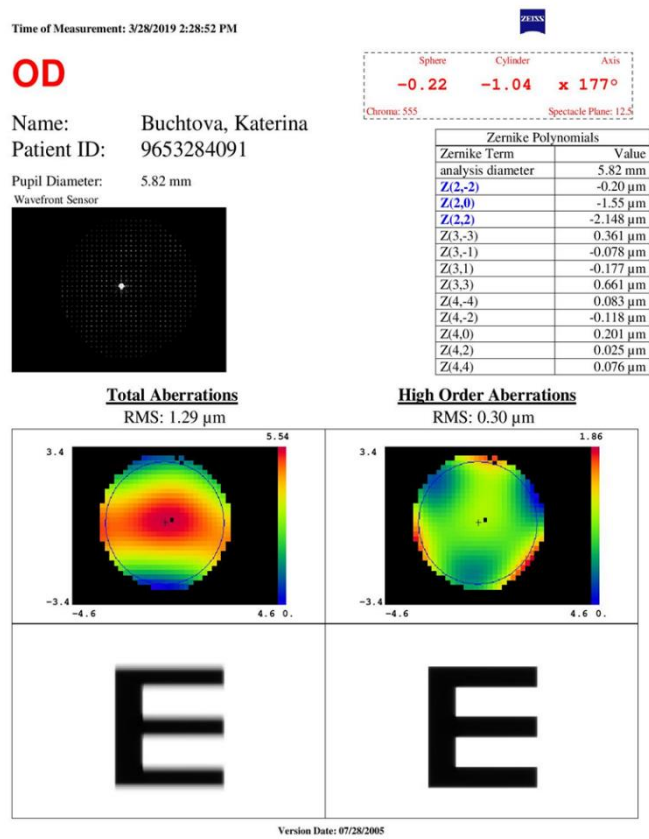 Time of Measurement: 3/28/2019 2:28:52 PM
ZEISS
OD
Sphere Cylinder Axis
-0.22 -1.04 x 177°
Chroma: 555 Spectacle Plane: 12.5
Name: Buchtova, Katerina
Patient ID: 9653284091
Pupil Diameter: 5.82 mm
Wavefront Sensor
Zernike Polynomials
Zernike Term Value
analysis diameter 5.82 mm
Z(2,-2) -0.20 µm
Z(2,0) -1.55 µm
Z(2,2) -2.148 µm
Z(3,-3) 0.361 µm
Z(3,-1) -0.078 µm
Z(3,1) -0.177 µm
Z(3,3) 0.661 µm
Z(4,-4) 0.083 µm
Z(4,-2) -0.118 µm
Z(4,0) 0.201 µm
Z(4,2) 0.025 µm
Z(4,4) 0.076 µm
Total Aberrations
RMS: 1.29 µm
5.54
3.4
-3.4
-4.6 4.6 0.
High Order Aberrations
RMS: 0.30 µm
1.86
3.4
-3.4
-4.6 4.6 0.
E E
Version Date: 07/28/2005